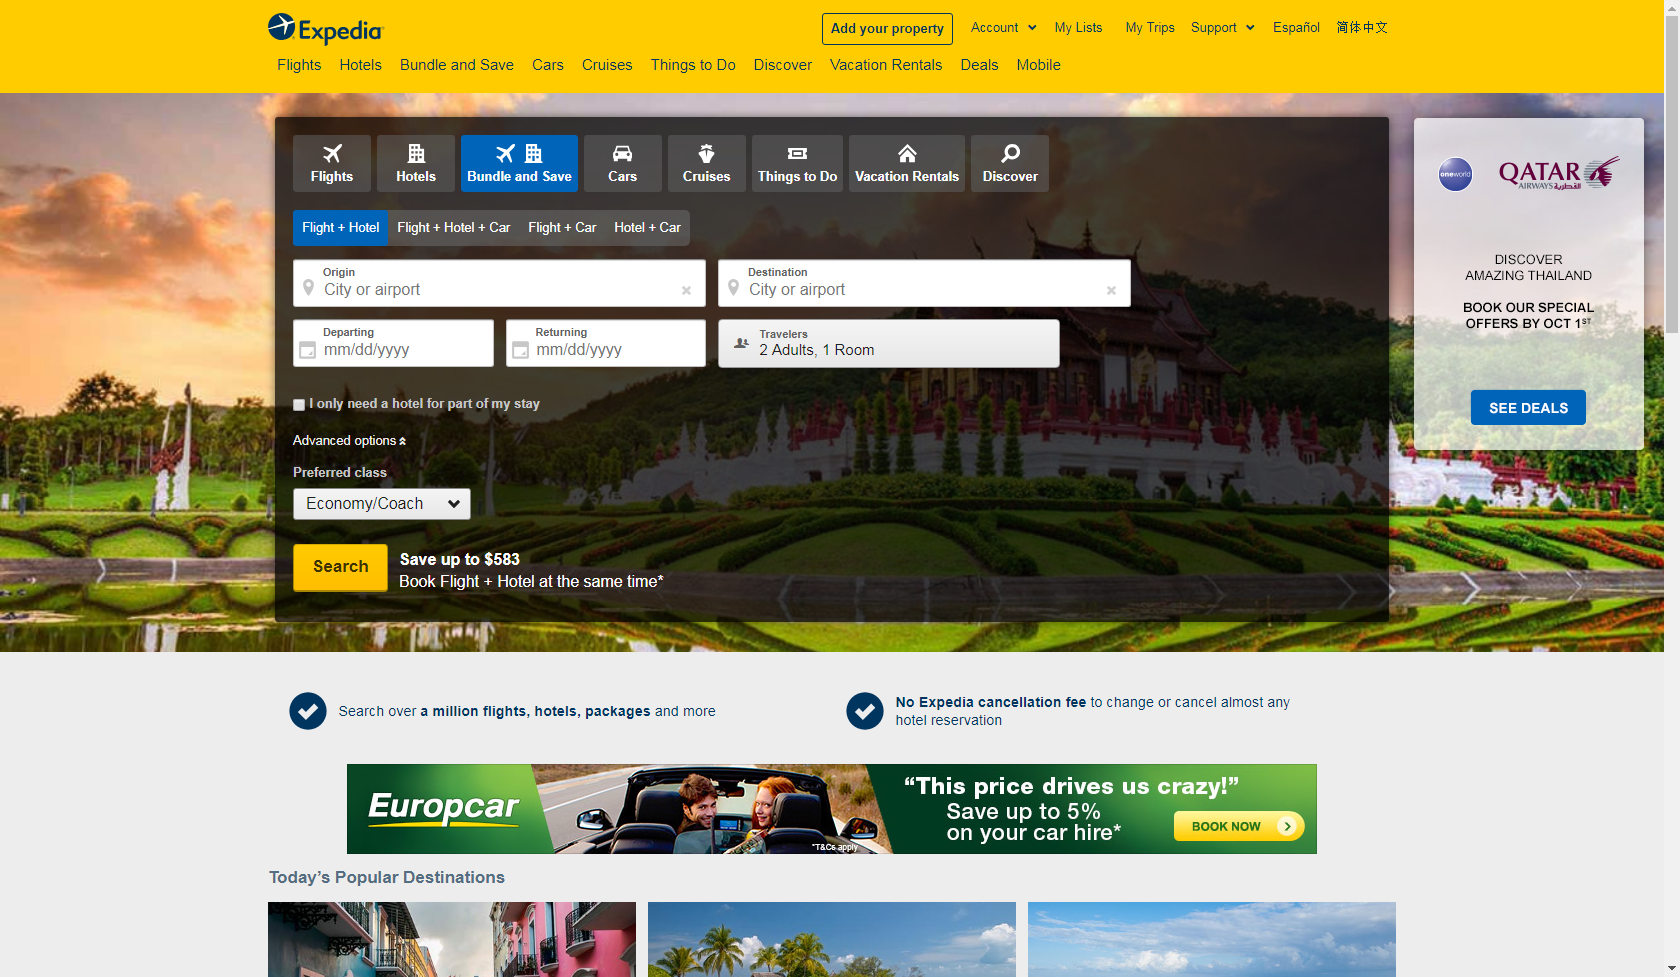 Expedia
Add your property
Account
My Lists
My Trips
Support
Español
简体中文
Flights
Hotels
Bundle and Save
Cars
Cruises
Things to Do
Discover
Vacation Rentals
Deals
Mobile
Flights
Hotels
Bundle and Save
Cars
Cruises
Things to Do
Vacation Rentals
Discover
Flight + Hotel
Flight + Hotel + Car
Flight + Car
Hotel + Car
Origin
City or airport
Destination
City or airport
Departing
mm/dd/yyyy
Returning
mm/dd/yyyy
Travelers
2 Adults, 1 Room
I only need a hotel for part of my stay
Advanced options
Preferred class
Economy/Coach
Search
Save up to $583
Book Flight + Hotel at the same time*
oneworld
QATAR
AIRWAYS القطرية
DISCOVER
AMAZING THAILAND
BOOK OUR SPECIAL
OFFERS BY OCT 1ST
SEE DEALS
Search over a million flights, hotels, packages and more
No Expedia cancellation fee to change or cancel almost any
hotel reservation
Europcar
*T&Cs apply
“This price drives us crazy!”
Save up to 5%
on your car hire*
BOOK NOW
Today’s Popular Destinations